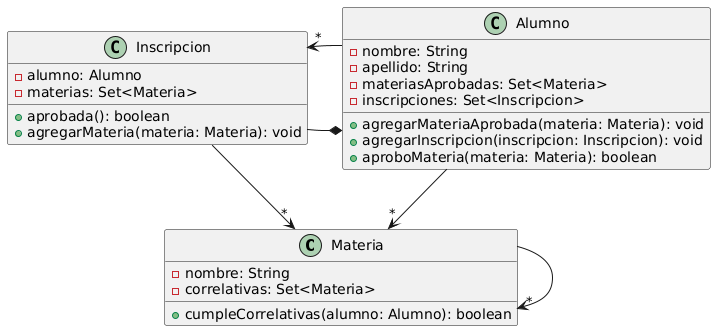 C Inscripcion
alumno: Alumno
materias: Set<Materia>
aprobada(): boolean
agregarMateria(materia: Materia): void
*
C Alumno
nombre: String
apellido: String
materiasAprobadas: Set<Materia>
inscripciones: Set<Inscripcion>
agregarMateriaAprobada(materia: Materia): void
agregarInscripcion(inscripcion: Inscripcion): void
aproboMateria(materia: Materia): boolean
*
*
C Materia
nombre: String
correlativas: Set<Materia>
cumpleCorrelativas(alumno: Alumno): boolean
*